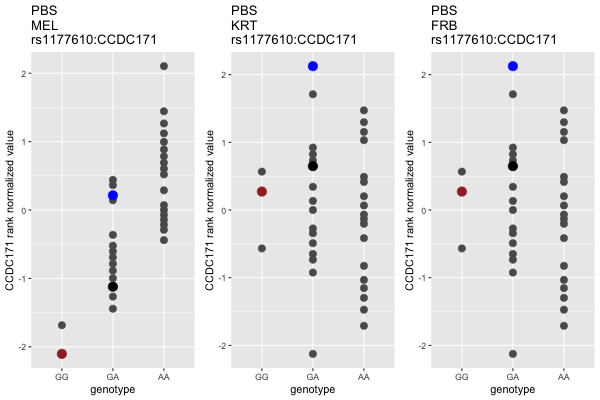 PBS
MEL
rs1177610:CCDC171
CCDC171 rank normalized value
2
1
0
-1
-2
GG
GA
AA
genotype
PBS
KRT
rs1177610:CCDC171
CCDC171 rank normalized value
2
1
0
-1
-2
GG
GA
AA
genotype
PBS
FRB
rs1177610:CCDC171
CCDC171 rank normalized value
2
1
0
-1
-2
GG
GA
AA
genotype